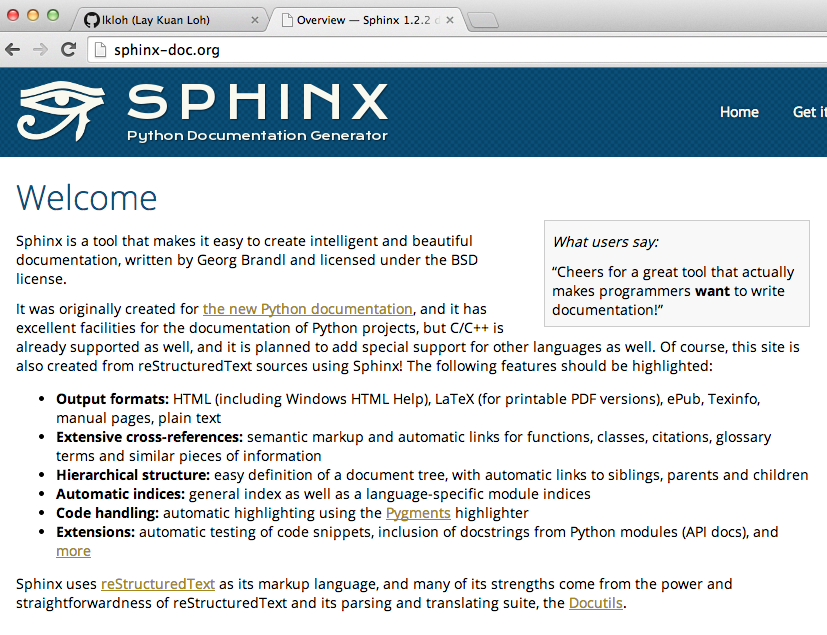 lkloh (Lay Kuan Loh)
Overview — Sphinx 1.2.2
sphinx-doc.org
SPHINX
Python Documentation Generator
Home
Get it
Welcome
Sphinx is a tool that makes it easy to create intelligent and beautiful
documentation, written by Georg Brandl and licensed under the BSD
license.
What users say:
“Cheers for a great tool that actually
makes programmers want to write
documentation!”
It was originally created for the new Python documentation, and it has
excellent facilities for the documentation of Python projects, but C/C++ is
already supported as well, and it is planned to add special support for other languages as well. Of course, this site is
also created from reStructuredText sources using Sphinx! The following features should be highlighted:
• Output formats: HTML (including Windows HTML Help), LaTeX (for printable PDF versions), ePub, Texinfo,
manual pages, plain text
• Extensive cross-references: semantic markup and automatic links for functions, classes, citations, glossary
terms and similar pieces of information
• Hierarchical structure: easy definition of a document tree, with automatic links to siblings, parents and children
• Automatic indices: general index as well as a language-specific module indices
• Code handling: automatic highlighting using the Pygments highlighter
• Extensions: automatic testing of code snippets, inclusion of docstrings from Python modules (API docs), and
more
Sphinx uses reStructuredText as its markup language, and many of its strengths come from the power and
straightforwardness of reStructuredText and its parsing and translating suite, the Docutils.